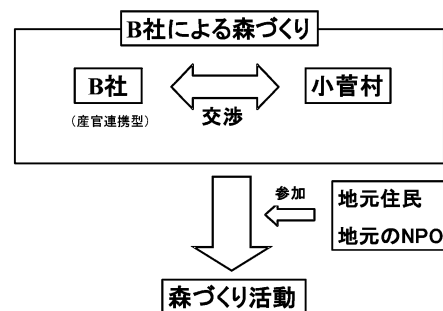 B社による森づくり
B社
小菅村
(産官連携型)
交渉
参加
地元住民
地元のNPO
森づくり活動